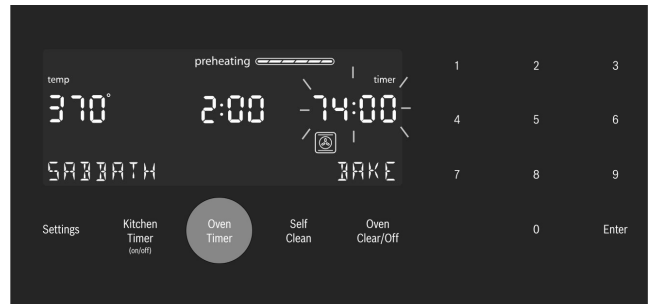 preheating
temp
timer
370°
2:00
74:00
SABBATH
BAKE
Settings
Kitchen
Timer
(on/off)
Oven
Timer
Self
Clean
Oven
Clear/Off
1 2 3
4 5 6
7 8 9
0 Enter